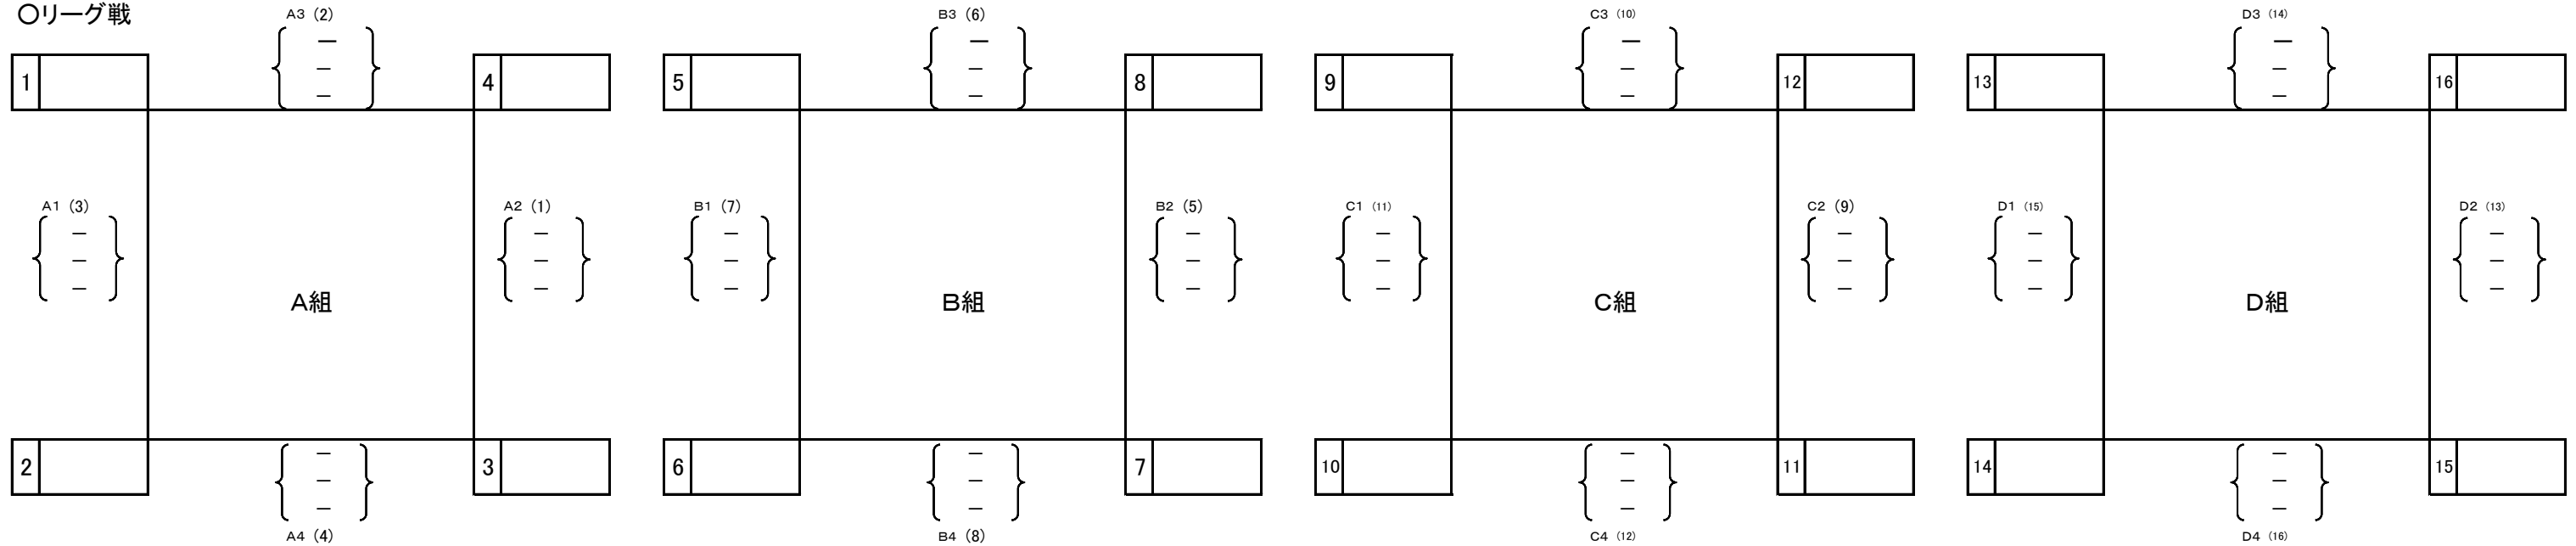 〇リーグ戦
A3 (2)
B3 (6)
C3 (10)
D3 (14)
1
4
5
8
9
12
13
16
A1 (3)
A2 (1)
B1 (7)
B2 (5)
C1 (11)
C2 (9)
D1 (15)
D2 (13)
A組
B組
C組
D組
2
3
6
7
10
11
14
15
A4 (4)
B4 (8)
C4 (12)
D4 (16)